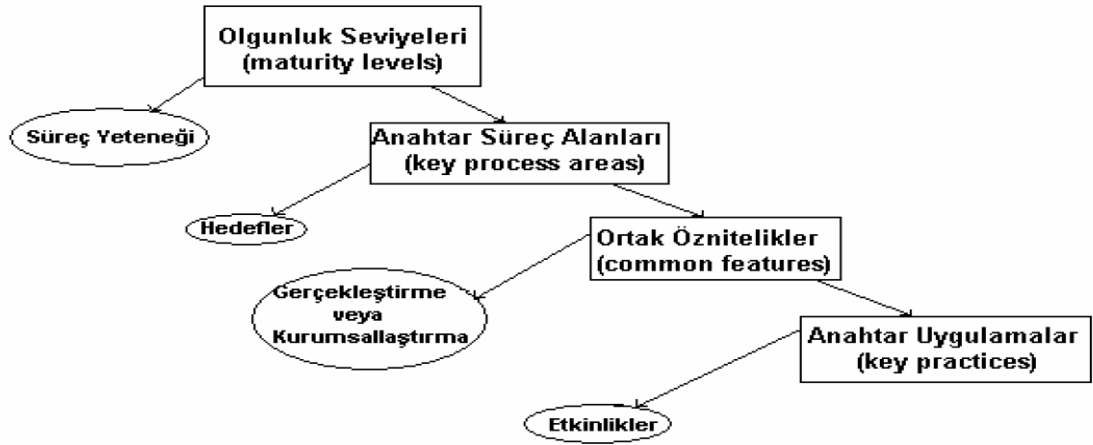 Olgunluk Seviyeleri
(maturity levels)
Süreç Yeteneği
Anahtar Süreç Alanları
(key process areas)
Hedefler
Ortak Öznitelikler
(common features)
Gerçekleştirme
veya
Kurumsallaştırma
Anahtar Uygulamalar
(key practices)
Etkinlikler